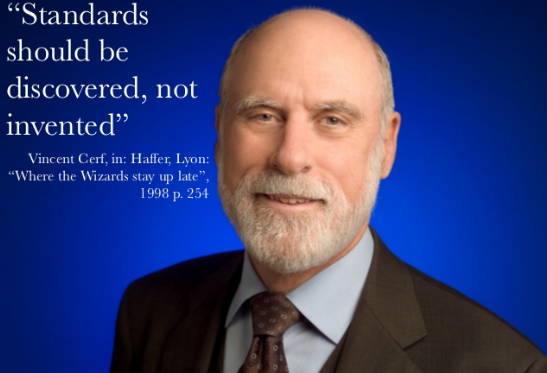 “Standards
should be
discovered, not
invented”
Vincent Cerf, in: Haffer, Lyon:
“Where the Wizards stay up late”,
1998 p. 254